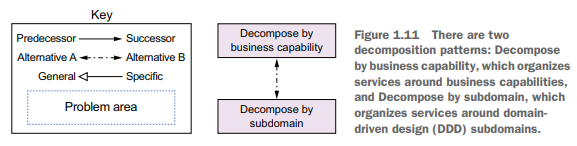 Key
Predecessor Successor
Alternative A Alternative B
General Specific
Problem area
Decompose by
business capability
Decompose by
subdomain
Figure 1.11 There are two
decomposition patterns: Decompose
by business capability, which organizes
services around business capabilities,
and Decompose by subdomain, which
organizes services around domain-
driven design (DDD) subdomains.